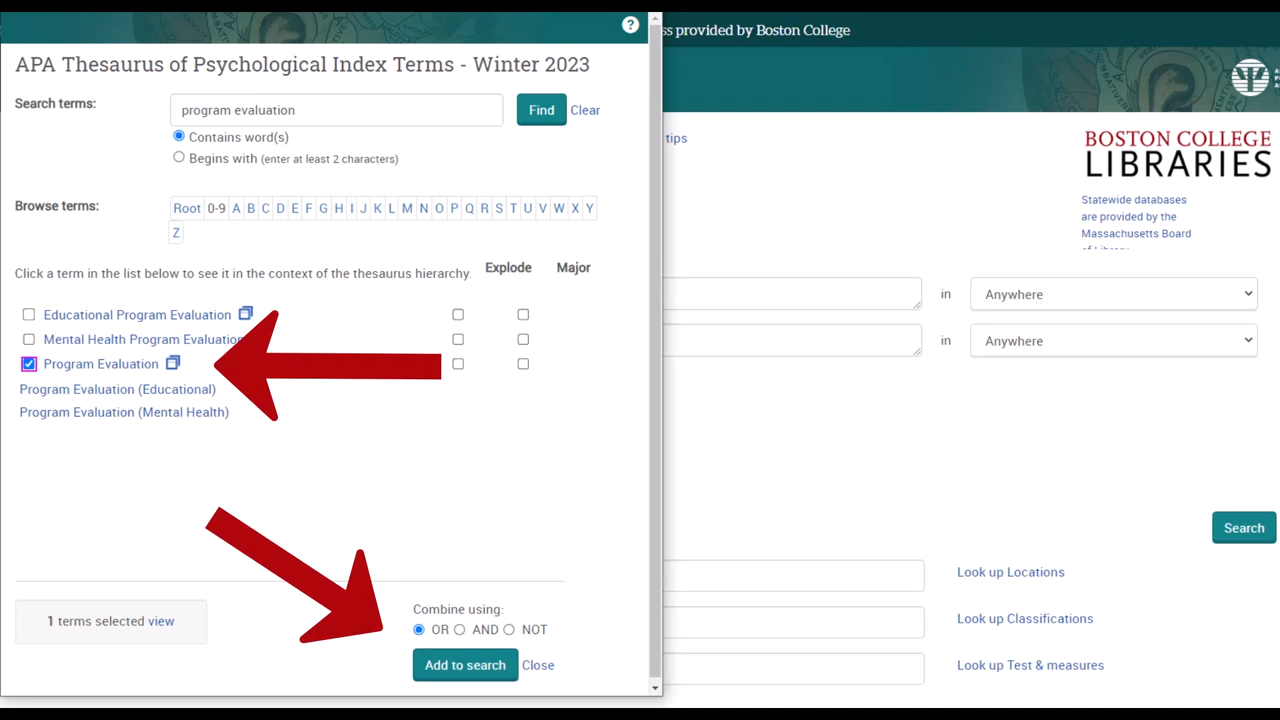 ?
ss provided by Boston College
APA Thesaurus of Psychological Index Terms - Winter 2023
Search terms:
program evaluation
Find
Clear
Contains word(s)
Begins with (enter at least 2 characters)
tips
BOSTON COLLEGE
LIBRARIES
Statewide databases
are provided by the
Massachusetts Board
Browse terms:
Root 0-9 A B C D E F G H I J K L M N O P Q R S T U V W X Y
Z
Click a term in the list below to see it in the context of the thesaurus hierarchy.
Explode
Major
in
Anywhere
Educational Program Evaluation
Mental Health Program Evaluation
in
Anywhere
Program Evaluation
Program Evaluation (Educational)
Program Evaluation (Mental Health)
Search
Look up Locations
1 terms selected view
Combine using:
OR AND NOT
Look up Classifications
Add to search
Close
Look up Test & measures